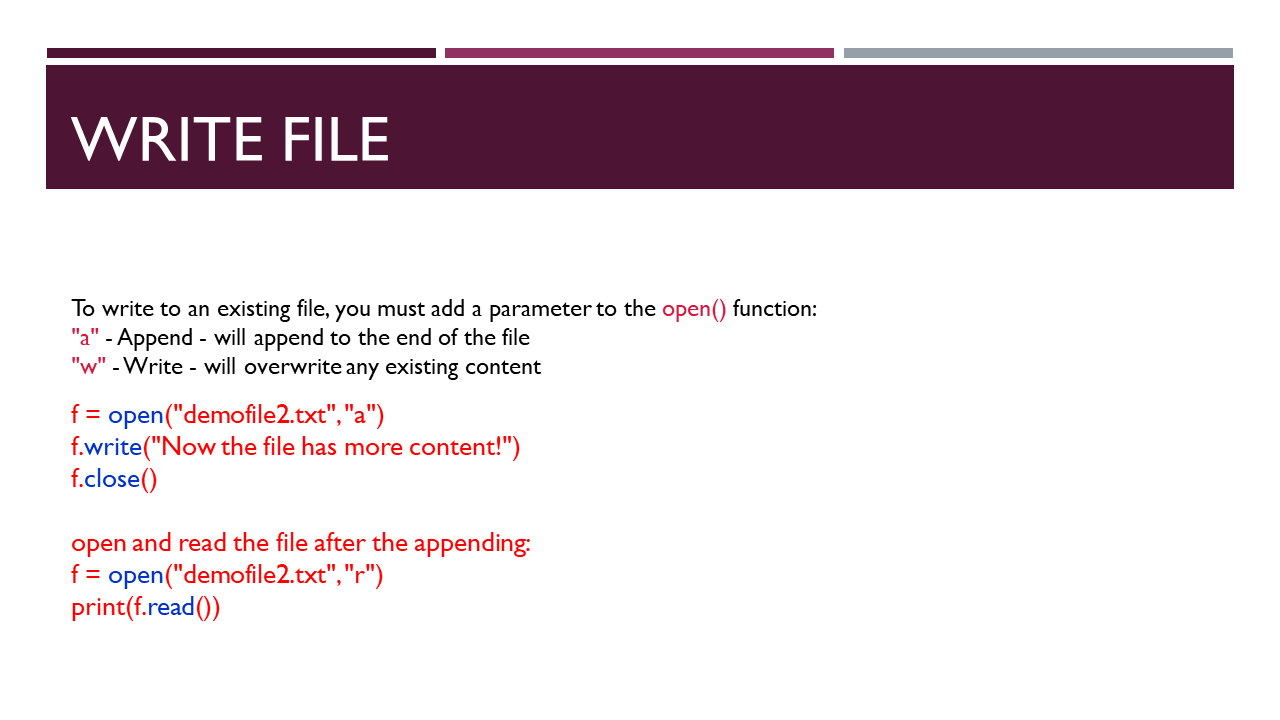 WRITE FILE
To write to an existing file, you must add a parameter to the open() function:
"a" - Append - will append to the end of the file
"w" - Write - will overwrite any existing content
f = open("demofile2.txt", "a")
f.write("Now the file has more content!")
f.close()
open and read the file after the appending:
f = open("demofile2.txt", "r")
print(f.read())